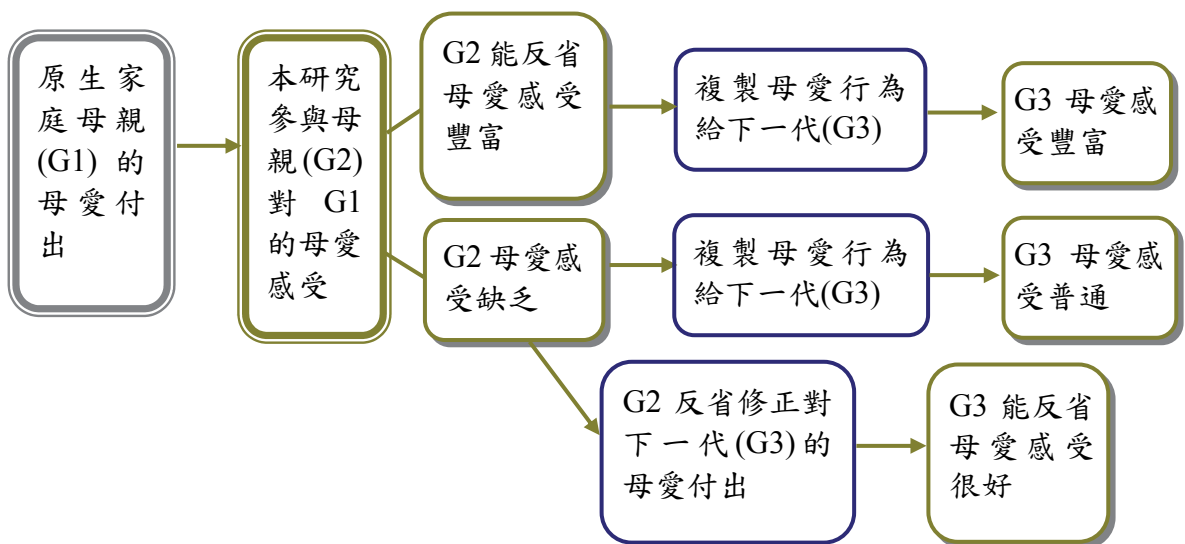 原生家
庭母親
(G1) 的
母愛付
出
本研究
參與母
親(G2)
對 G1
的母愛
感受
G2 能反省
母愛感受
豐富
複製母愛行為
給下一代(G3)
G3 母愛感
受豐富
G2 母愛感
受缺乏
複製母愛行為
給下一代(G3)
G3 母愛感
受普通
G2 反省修正對
下一代(G3)的
母愛付出
G3 能反省
母愛感受
很好